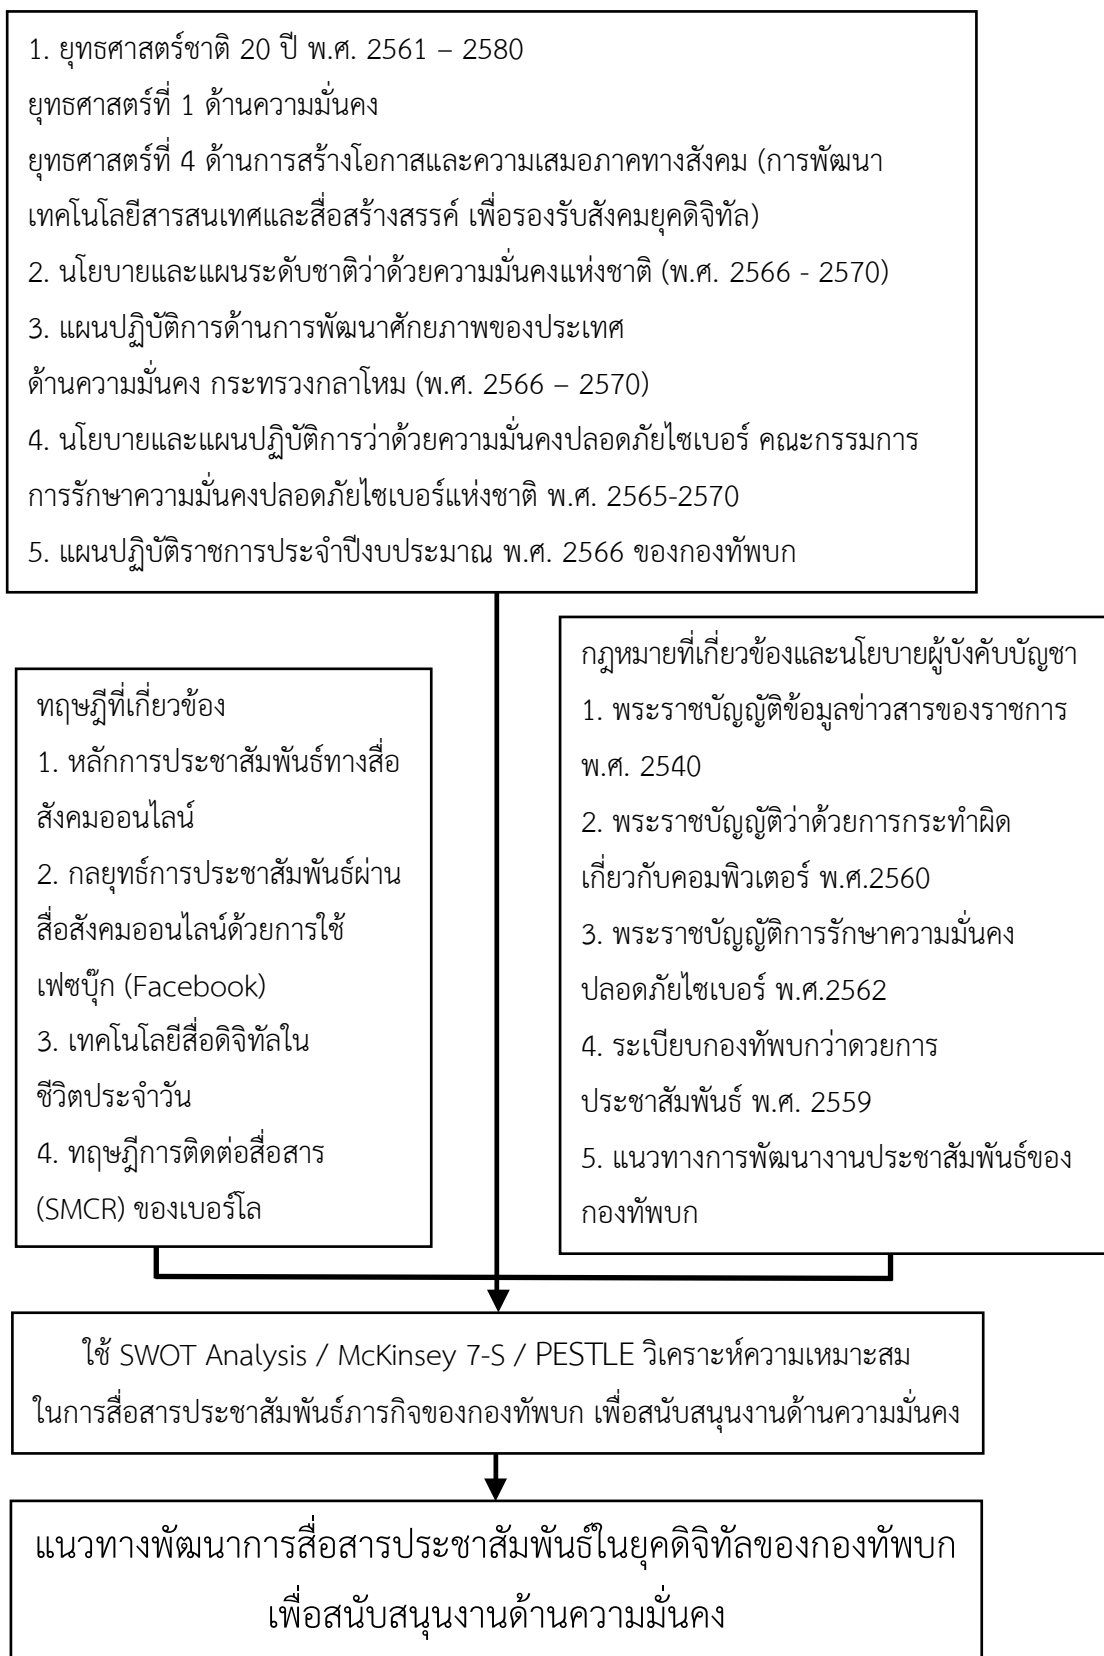 1. ยุทธศาสตร์ชาติ 20 ปี พ.ศ. 2561 – 2580
ยุทธศาสตร์ที่ 1 ด้านความมั่นคง
ยุทธศาสตร์ที่ 4 ด้านการสร้างโอกาสและความเสมอภาคทางสังคม (การพัฒนา
เทคโนโลยีสารสนเทศและสื่อสร้างสรรค์ เพื่อรองรับสังคมยุคดิจิทัล)
2. นโยบายและแผนระดับชาติว่าด้วยความมั่นคงแห่งชาติ (พ.ศ. 2566 - 2570)
3. แผนปฏิบัติการด้านการพัฒนาศักยภาพของประเทศ
ด้านความมั่นคง กระทรวงกลาโหม (พ.ศ. 2566 – 2570)
4. นโยบายและแผนปฏิบัติการว่าด้วยความมั่นคงปลอดภัยไซเบอร์ คณะกรรมการ
การรักษาความมั่นคงปลอดภัยไซเบอร์แห่งชาติ พ.ศ. 2565-2570
5. แผนปฏิบัติราชการประจำปีงบประมาณ พ.ศ. 2566 ของกองทัพบก
ทฤษฎีที่เกี่ยวข้อง
1. หลักการประชาสัมพันธ์ทางสื่อ
สังคมออนไลน์
2. กลยุทธ์การประชาสัมพันธ์ผ่าน
สื่อสังคมออนไลน์ด้วยการใช้
เฟซบุ๊ก (Facebook)
3. เทคโนโลยีสื่อดิจิทัลใน
ชีวิตประจำวัน
4. ทฤษฎีการติดต่อสื่อสาร
(SMCR) ของเบอร์โล
กฎหมายที่เกี่ยวข้องและนโยบายผู้บังคับบัญชา
1. พระราชบัญญัติข้อมูลข่าวสารของราชการ
พ.ศ. 2540
2. พระราชบัญญัติว่าด้วยการกระทำผิด
เกี่ยวกับคอมพิวเตอร์ พ.ศ.2560
3. พระราชบัญญัติการรักษาความมั่นคง
ปลอดภัยไซเบอร์ พ.ศ.2562
4. ระเบียบกองทัพบกว่าดวยการ
ประชาสัมพันธ์ พ.ศ. 2559
5. แนวทางการพัฒนางานประชาสัมพันธ์ของ
กองทัพบก
ใช้ SWOT Analysis / McKinsey 7-S / PESTLE วิเคราะห์ความเหมาะสม
ในการสื่อสารประชาสัมพันธ์ภารกิจของกองทัพบก เพื่อสนับสนุนงานด้านความมั่นคง
แนวทางพัฒนาการสื่อสารประชาสัมพันธ์ในยุคดิจิทัลของกองทัพบก
เพื่อสนับสนุนงานด้านความมั่นคง